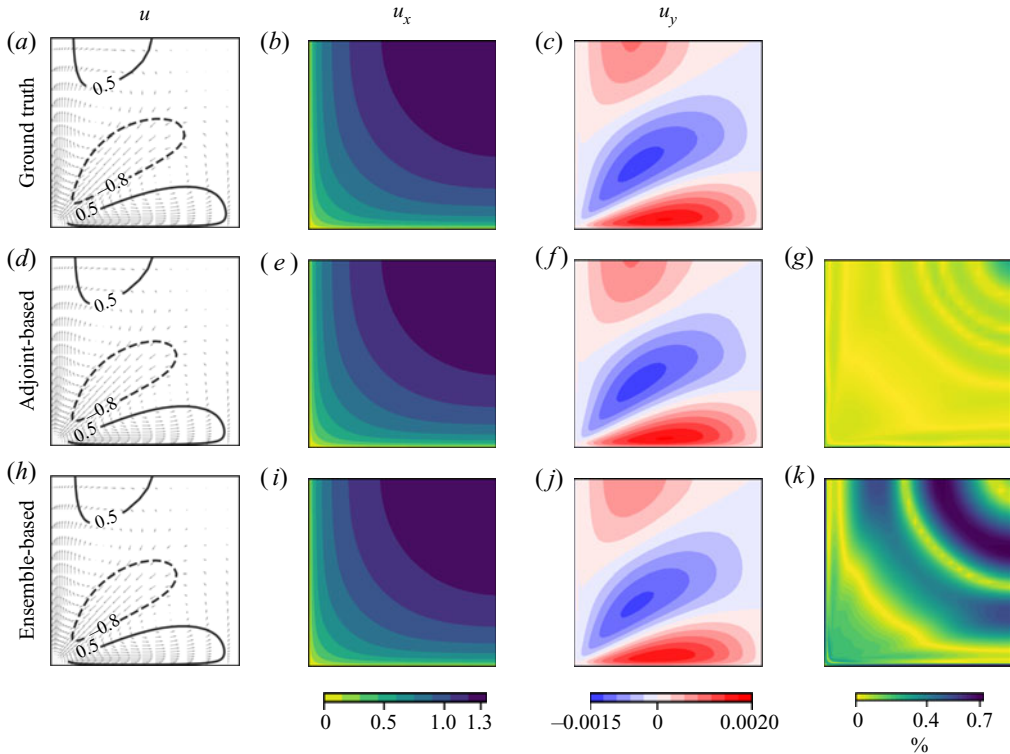 u u_x u_y
(a) (b) (c)
Ground truth
0.5
−0.8
0.5
(d) (e) (f) (g)
Adjoint-based
0.5
−0.8
0.5
(h) (i) (j) (k)
Ensemble-based
0.5
−0.8
0.5
0 0.5 1.0 1.3
−0.0015 0 0.0020
0 0.4 0.7
%